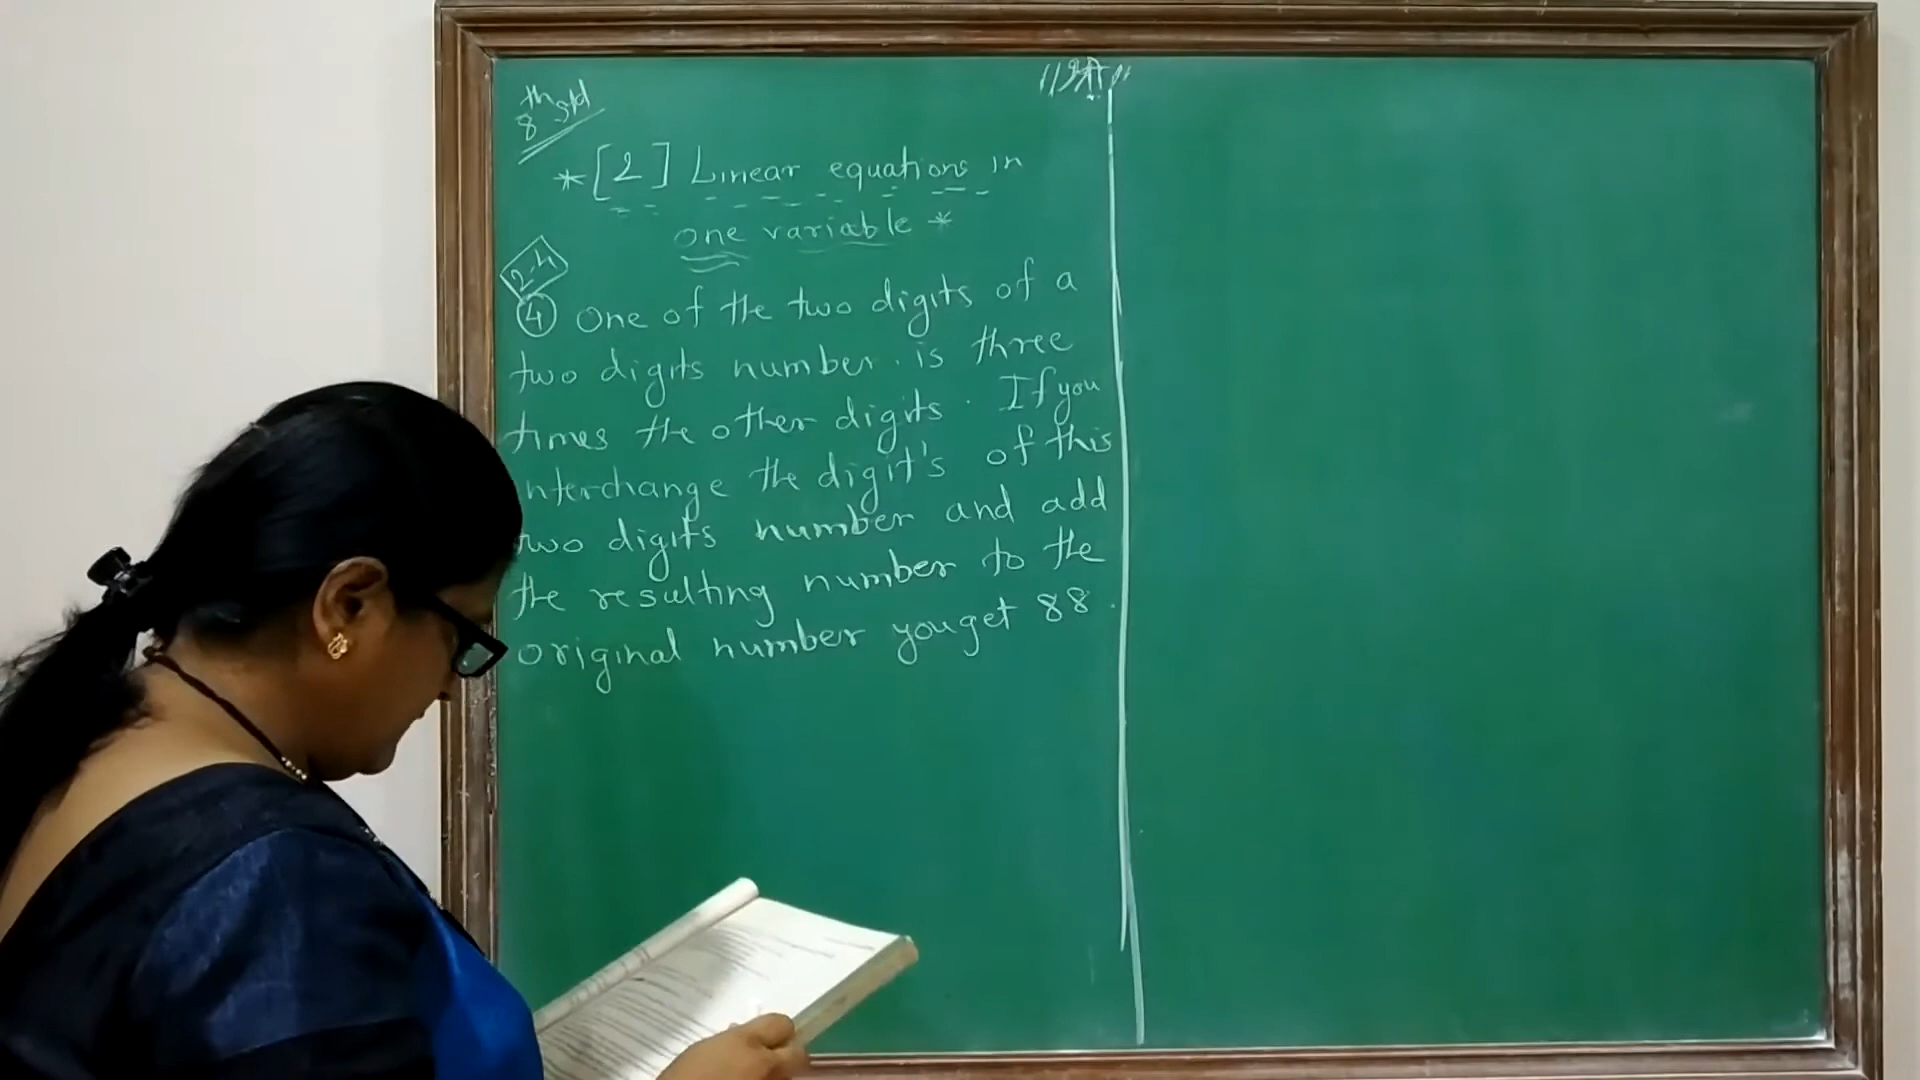 8th std
* [2] Linear equations in
one variable *
2.4
4 One of the two digits of a
two digits number. is three
times the other digits. If you
interchange the digit's of this
two digits number and add
the resulting number to the
original number you get 88.